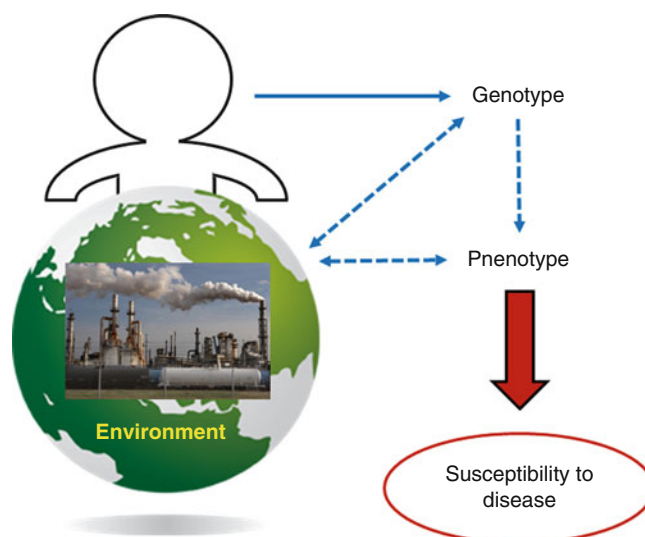 Genotype
Pnenotype
Environment
Susceptibility to
disease